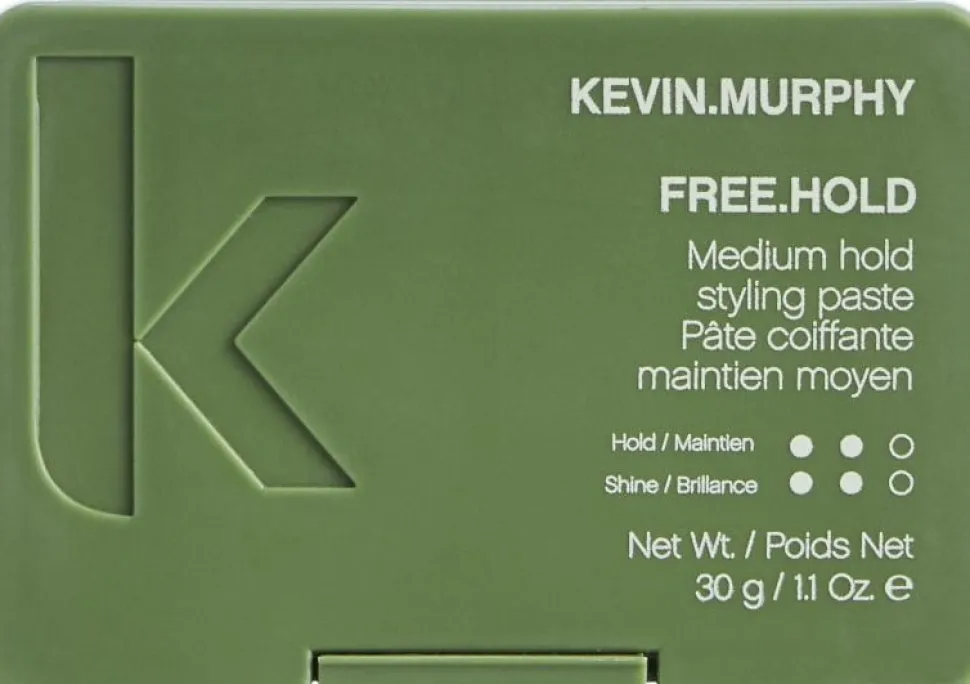 k
KEVIN.MURPHY
FREE.HOLD
Medium hold
styling paste
Pâte coiffante
maintien moyen
Hold / Maintien
Shine / Brillance
Net Wt. / Poids Net
30 g / 1.1 Oz. ℮